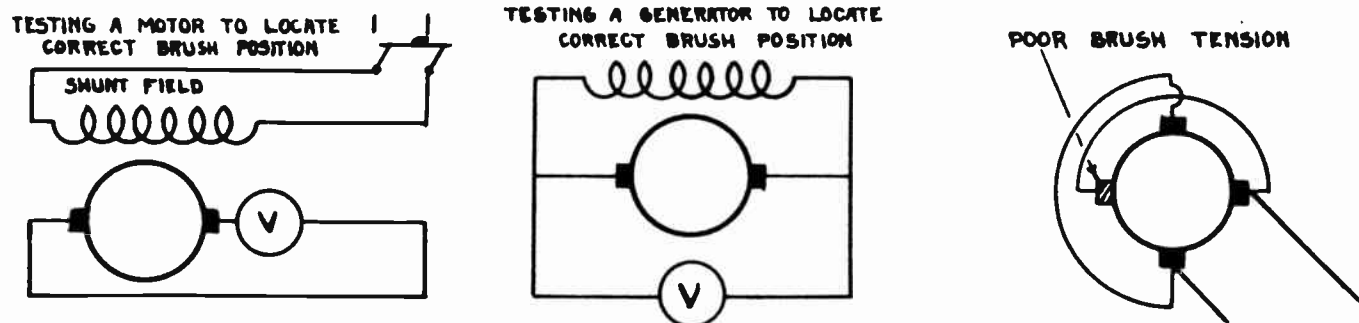 TESTING A MOTOR TO LOCATE
CORRECT BRUSH POSITION
SHUNT FIELD
V
TESTING A GENERATOR TO LOCATE
CORRECT BRUSH POSITION
V
POOR BRUSH TENSION